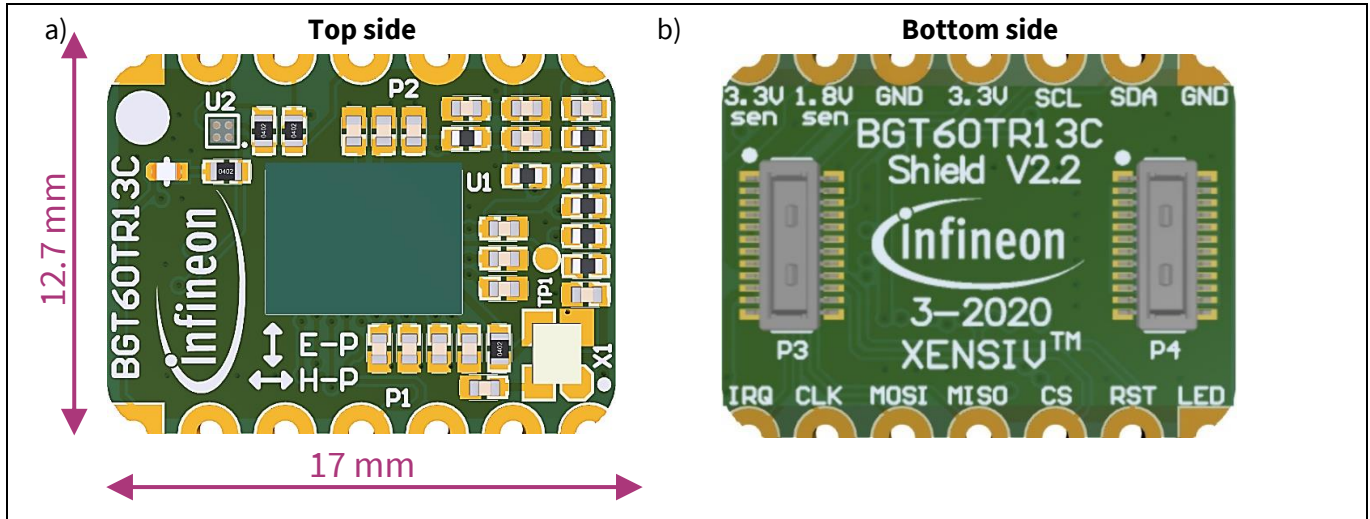 a)
Top side
12.7 mm
U2
P2
0402
0402
0402
U1
BGT60TR13C
infineon
TP1
E-P
H-P
0402
P1
X1
17 mm
b)
Bottom side
3.3V 1.8V GND 3.3V SCL SDA GND
sen sen
BGT60TR13C
Shield V2.2
infineon
3-2020
XENSIV™
P3
P4
IRQ CLK MOSI MISO CS RST LED